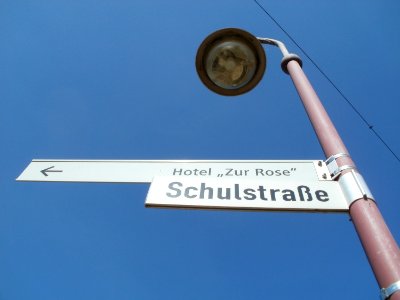 Hotel „Zur Rose"
Schulstraße